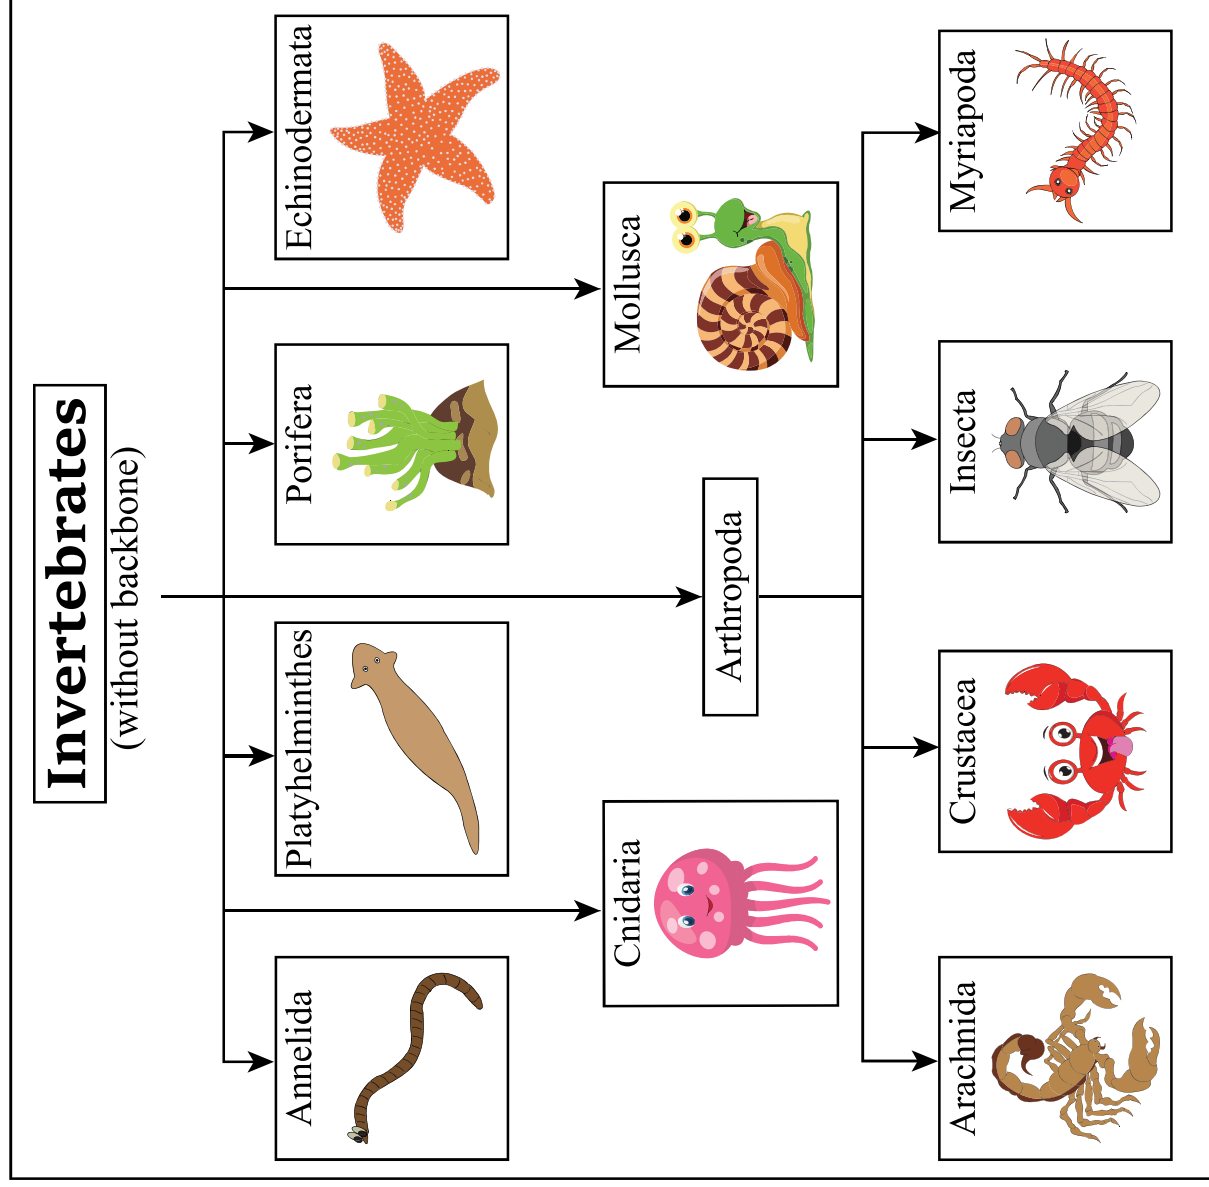 Invertebrates
(without backbone)
Annelida
Platyhelminthes
Porifera
Echinodermata
Cnidaria
Mollusca
Arthropoda
Arachnida
Crustacea
Insecta
Myriapoda